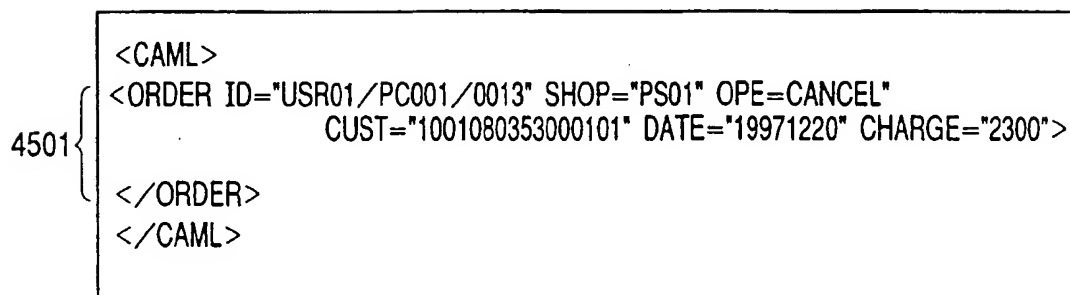 <CAML>
<ORDER ID="USR01/PC001/0013" SHOP="PS01" OPE=CANCEL"
CUST="1001080353000101" DATE="19971220" CHARGE="2300">
4501
</ORDER>
</CAML>